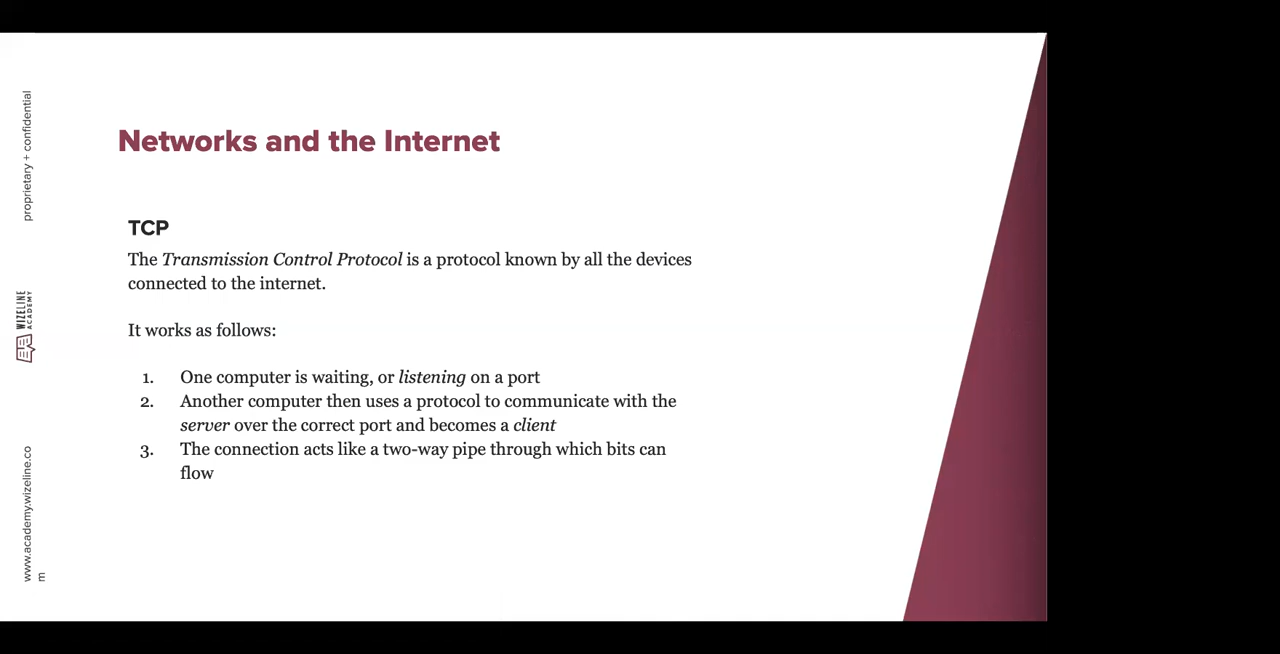 Networks and the Internet
TCP
The Transmission Control Protocol is a protocol known by all the devices
connected to the internet.
It works as follows:
1. One computer is waiting, or listening on a port
2. Another computer then uses a protocol to communicate with the
server over the correct port and becomes a client
3. The connection acts like a two-way pipe through which bits can
flow
proprietary + confidential
WIZELINE
ACADEMY
www.academy.wizeline.co
m